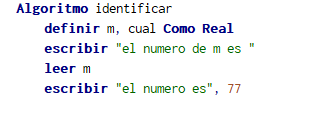 Algoritmo identificar
definir m, cual Como Real
escribir "el numero de m es "
leer m
escribir "el numero es", 77